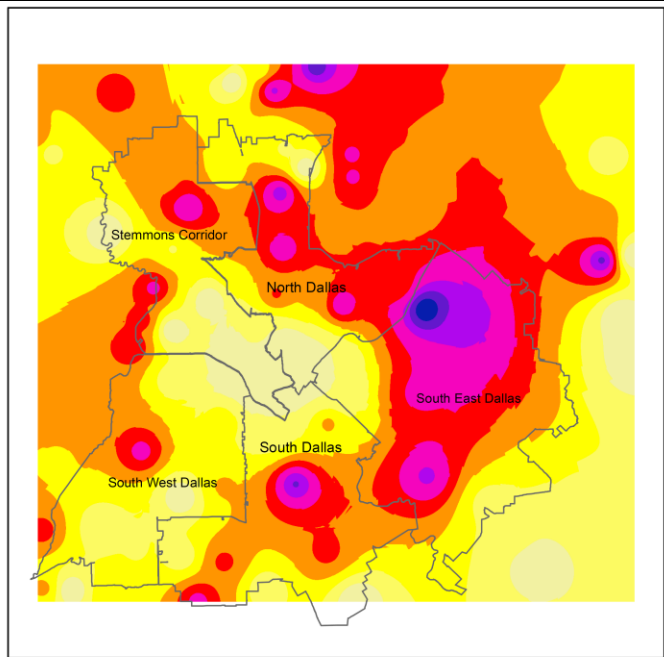 Stemmons Corridor
North Dallas
South East Dallas
South Dallas
South West Dallas